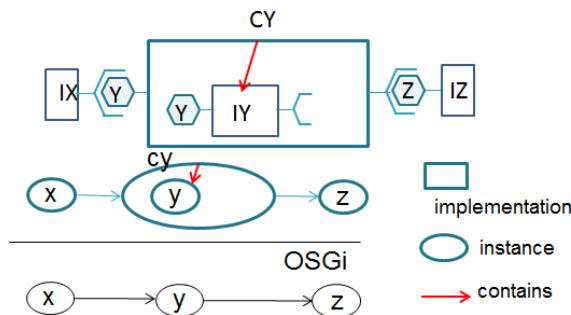 CY
IX Y Y IY Z IZ
cy
x y z
implementation
instance
OSGi
contains
x y z